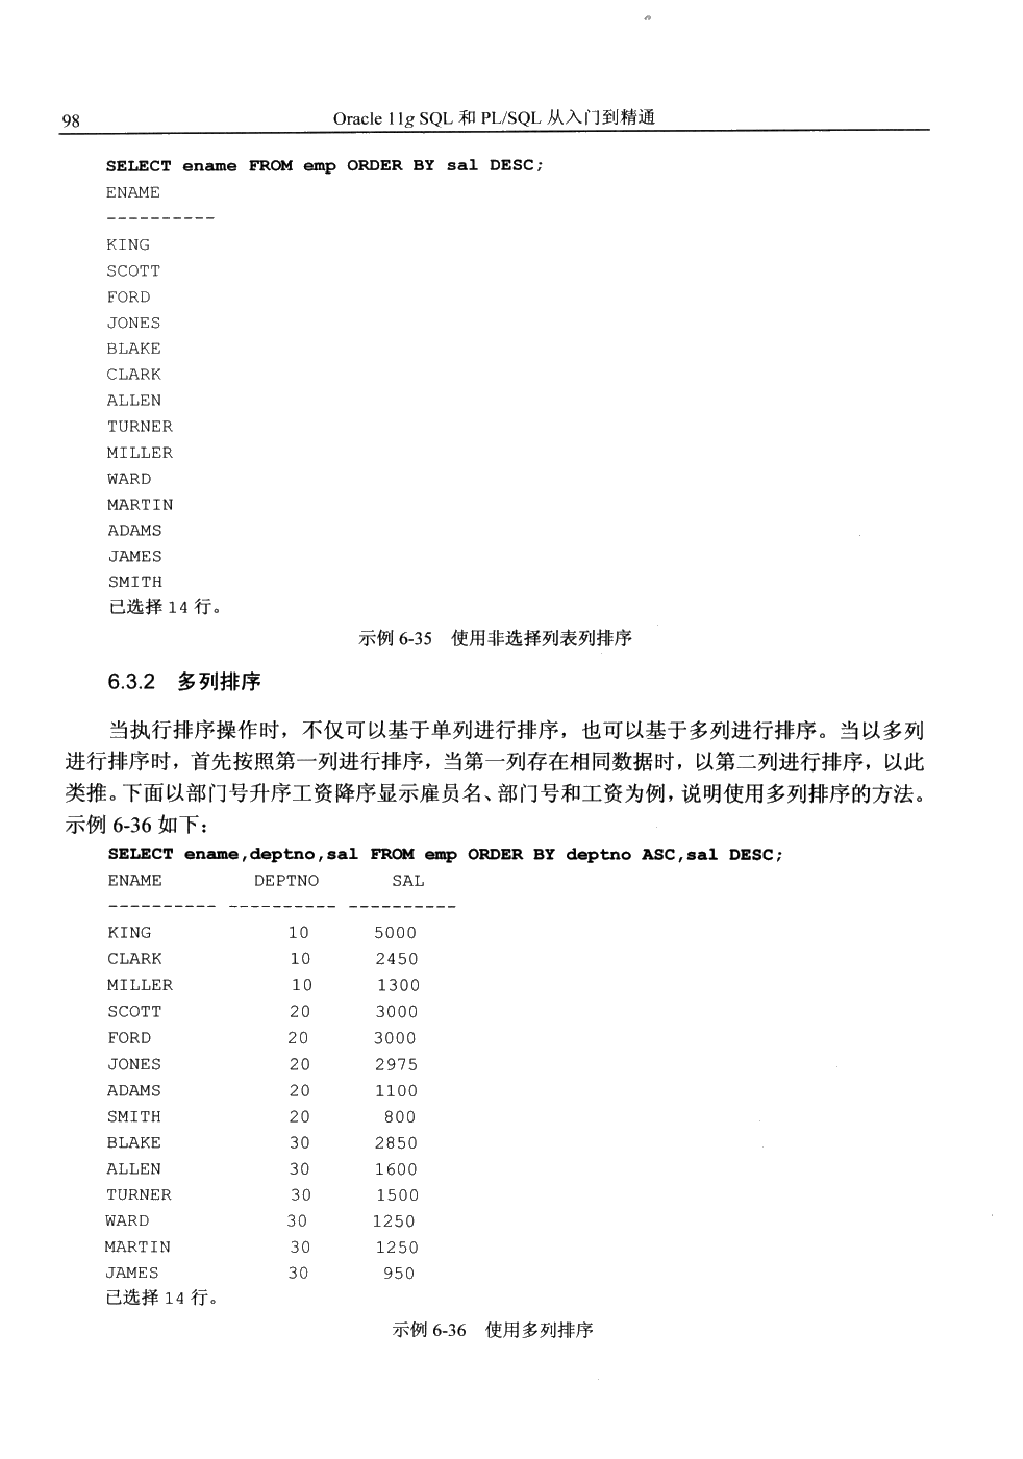 98
Oracle 11g SQL 和 PL/SQL 从入门到精通
SELECT ename FROM emp ORDER BY sal DESC;
ENAME
----------
KING
SCOTT
FORD
JONES
BLAKE
CLARK
ALLEN
TURNER
MILLER
WARD
MARTIN
ADAMS
JAMES
SMITH
已选择 14 行。
示例 6-35 使用非选择列表列排序
6.3.2 多列排序
当执行排序操作时，不仅可以基于单列进行排序，也可以基于多列进行排序。当以多列
进行排序时，首先按照第一列进行排序，当第一列存在相同数据时，以第二列进行排序，以此
类推。下面以部门号升序工资降序显示雇员名、部门号和工资为例，说明使用多列排序的方法。
示例 6-36 如下：
SELECT ename,deptno,sal FROM emp ORDER BY deptno ASC,sal DESC;
ENAME DEPTNO SAL
---------- ---------- ----------
KING 10 5000
CLARK 10 2450
MILLER 10 1300
SCOTT 20 3000
FORD 20 3000
JONES 20 2975
ADAMS 20 1100
SMITH 20 800
BLAKE 30 2850
ALLEN 30 1600
TURNER 30 1500
WARD 30 1250
MARTIN 30 1250
JAMES 30 950
已选择 14 行。
示例 6-36 使用多列排序